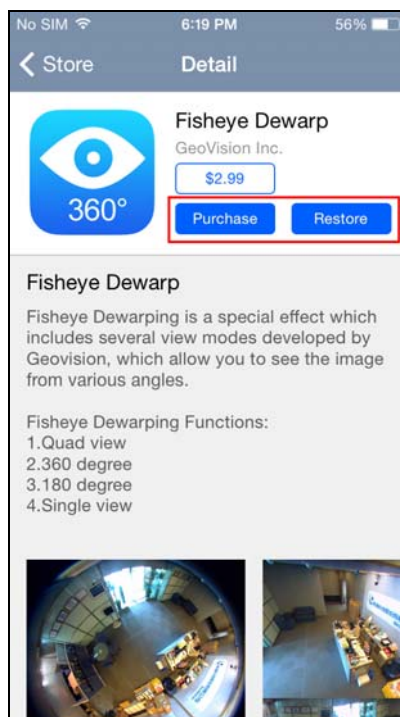 No SIM 6:19 PM 56%
Store Detail
Fisheye Dewarp
GeoVision Inc.
$2.99
360°
Purchase Restore
Fisheye Dewarp
Fisheye Dewarping is a special effect which
includes several view modes developed by
Geovision, which allow you to see the image
from various angles.
Fisheye Dewarping Functions:
1.Quad view
2.360 degree
3.180 degree
4.Single view